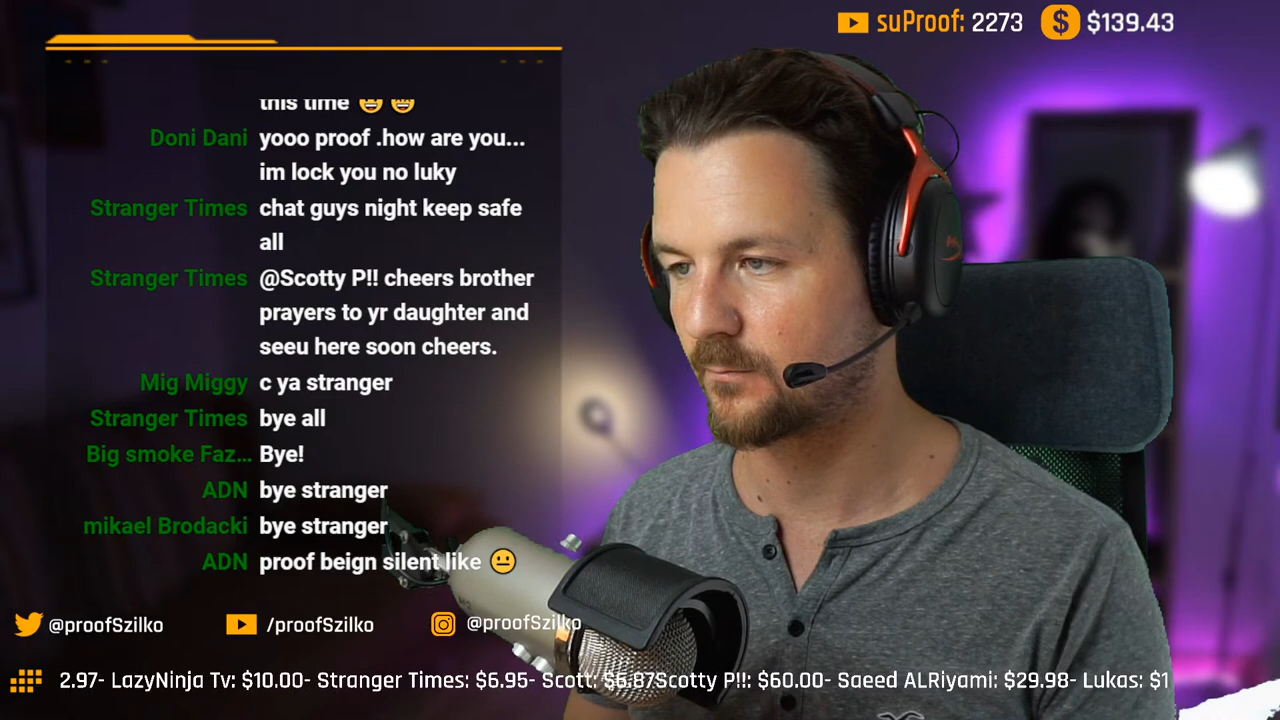 suProof: 2273 $ $139.43
this time 😀 🤓
Doni Dani yooo proof .how are you...
im lock you no luky
Stranger Times chat guys night keep safe
all
Stranger Times @Scotty P!! cheers brother
prayers to yr daughter and
seeu here soon cheers.
Mig Miggy c ya stranger
Stranger Times bye all
Big smoke Faz... Bye!
ADN bye stranger
mikael Brodacki bye stranger
ADN proof beign silent like 😐
@proofSzilko /proofSzilko @proofSzilko
2.97- LazyNinja Tv: $10.00- Stranger Times: $6.95- Scott: $6.87Scotty P!!: $60.00- Saeed ALRiyami: $29.98- Lukas: $1